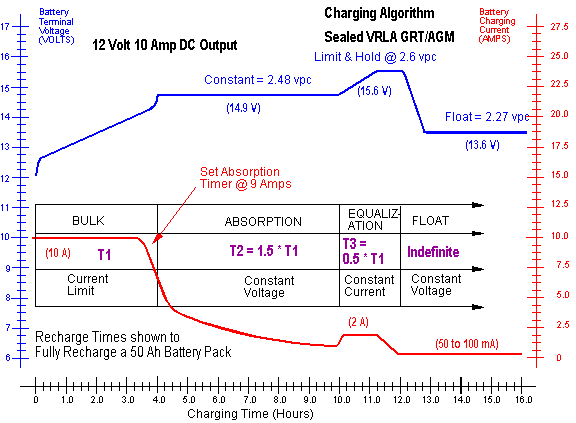 Battery
Terminal
Voltage
(VOLTS)
Charging Algorithm
Sealed VRLA GRT/AGM
Battery
Charging
Current
(AMPS)
12 Volt 10 Amp DC Output
Limit & Hold @ 2.6 vpc
(15.6 V)
Constant = 2.48 vpc
(14.9 V)
Float = 2.27 vpc
(13.6 V)
Set Absorption
Timer @ 9 Amps
BULK
ABSORPTION
EQUALIZ-
ATION
FLOAT
(10 A)
T1
T2 = 1.5 * T1
T3 =
0.5 * T1
Indefinite
Current
Limit
Constant
Voltage
Constant
Current
Constant
Voltage
(2 A)
(50 to 100 mA)
Recharge Times shown to
Fully Recharge a 50 Ah Battery Pack
17
16
15
14
13
12
11
10
9
8
7
6
27.5
25.0
22.5
20.0
17.5
15.0
12.5
10.0
7.5
5.0
2.5
0
0 1.0 2.0 3.0 4.0 5.0 6.0 7.0 8.0 9.0 10.0 11.0 12.0 13.0 14.0 15.0 16.0
Charging Time (Hours)